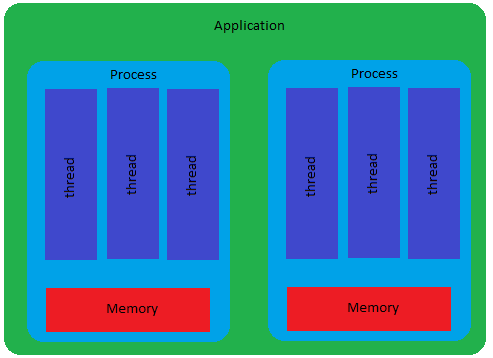 Application
Process
thread
thread
thread
Memory
Process
thread
thread
thread
Memory